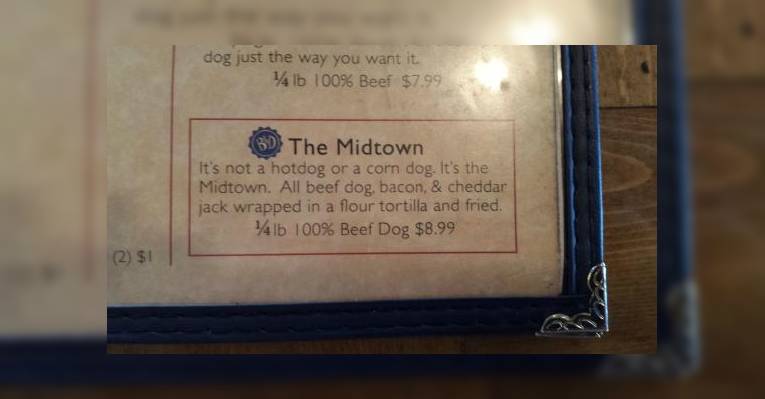 dog just the way you want it.
¼ lb 100% Beef $7.99
The Midtown
It's not a hotdog or a corn dog. It's the
Midtown. All beef dog, bacon, & cheddar
jack wrapped in a flour tortilla and fried.
¼ lb 100% Beef Dog $8.99
(2) $1